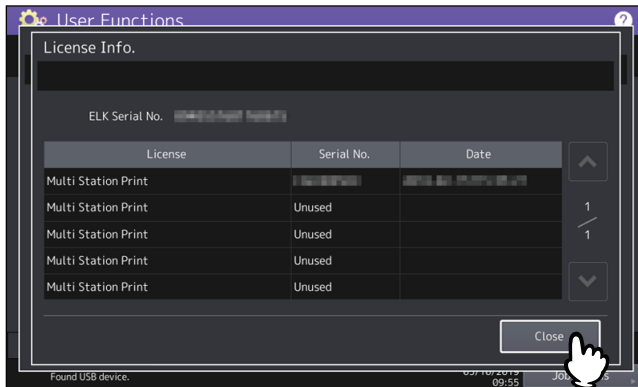 User Functions
?
License Info.
ELK Serial No.
License Serial No. Date
Multi Station Print
Multi Station Print Unused
Multi Station Print Unused
Multi Station Print Unused
Multi Station Print Unused
1
1
Close
Found USB device.
09:55